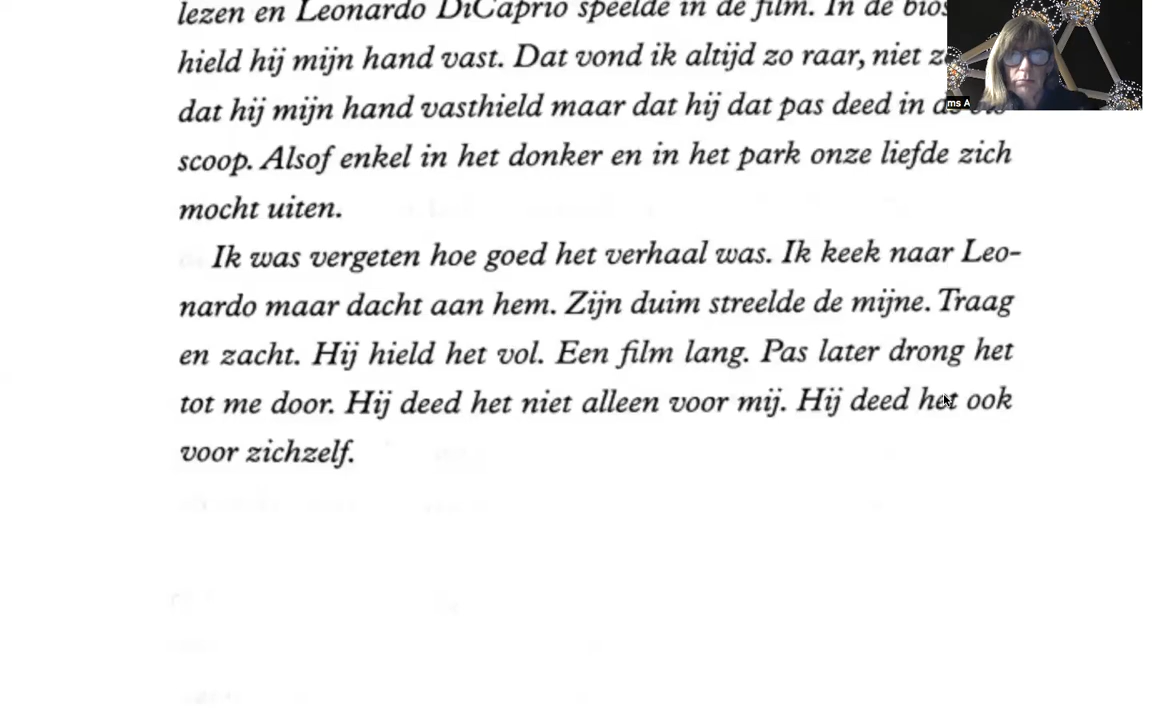 lezen en Leonardo DiCaprio speelde in de film. In de bios
hield hij mijn hand vast. Dat vond ik altijd zo raar, niet z
dat hij mijn hand vasthield maar dat hij dat pas deed in
scoop. Alsof enkel in het donker en in het park onze liefde zich
mocht uiten.
Ik was vergeten hoe goed het verhaal was. Ik keek naar Leo-
nardo maar dacht aan hem. Zijn duim streelde de mijne. Traag
en zacht. Hij hield het vol. Een film lang. Pas later drong het
tot me door. Hij deed het niet alleen voor mij. Hij deed het ook
voor zichzelf.
ms A